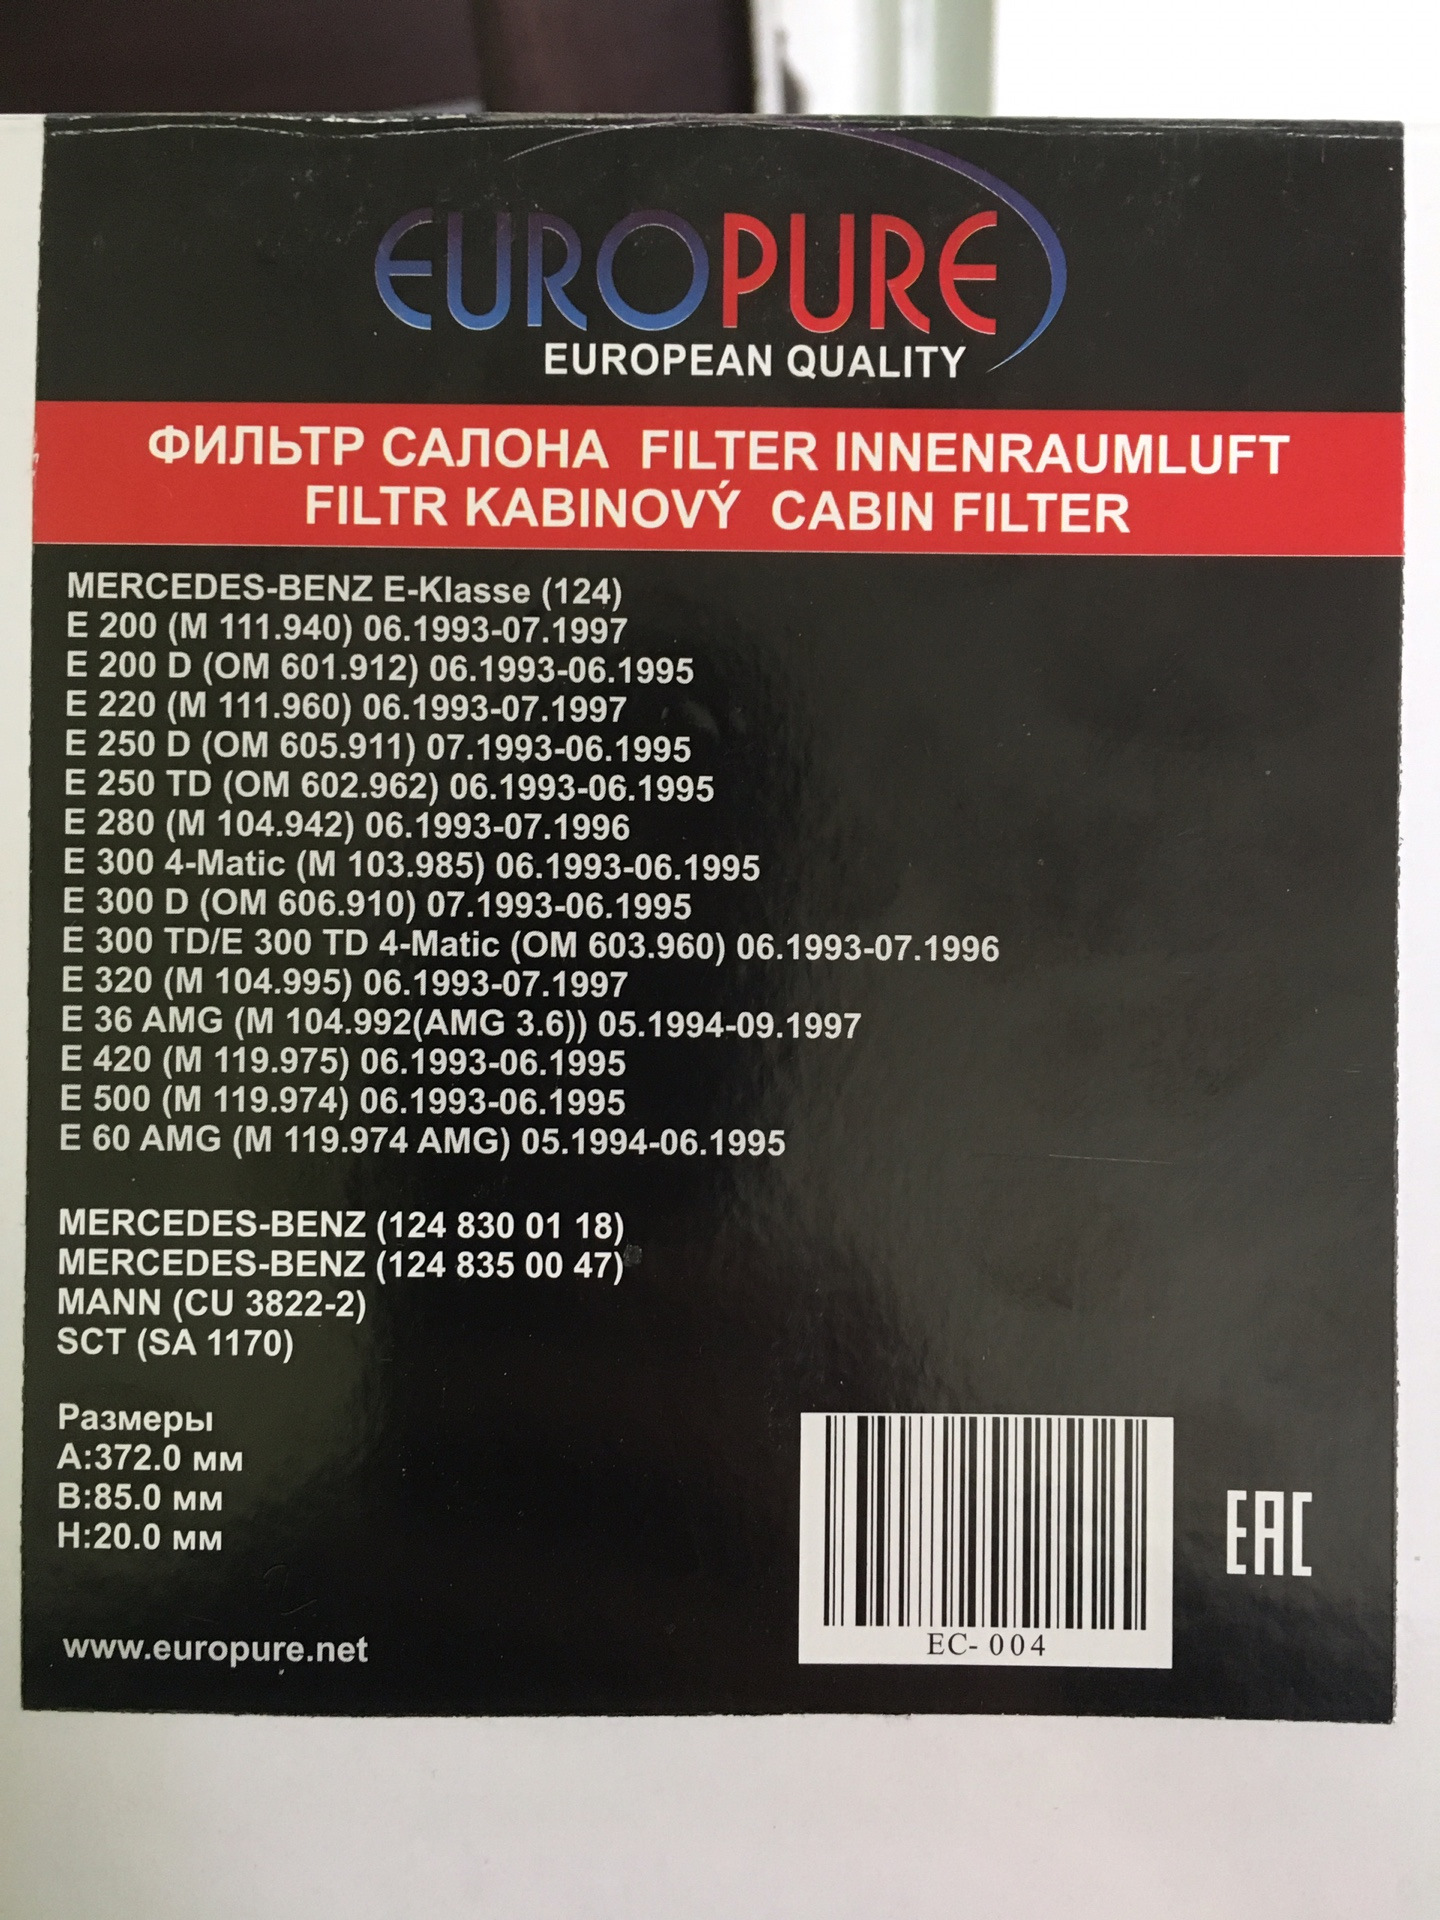 EUROPURE
EUROPEAN QUALITY
ФИЛЬТР САЛОНА FILTER INNENRAUMLUFT
FILTR KABINOVÝ CABIN FILTER
MERCEDES-BENZ E-Klasse (124)
E 200 (M 111.940) 06.1993-07.1997
E 200 D (OM 601.912) 06.1993-06.1995
E 220 (M 111.960) 06.1993-07.1997
E 250 D (OM 605.911) 07.1993-06.1995
E 250 TD (OM 602.962) 06.1993-06.1995
E 280 (M 104.942) 06.1993-07.1996
E 300 4-Matic (M 103.985) 06.1993-06.1995
E 300 D (OM 606.910) 07.1993-06.1995
E 300 TD/E 300 TD 4-Matic (OM 603.960) 06.1993-07.1996
E 320 (M 104.995) 06.1993-07.1997
E 36 AMG (M 104.992(AMG 3.6)) 05.1994-09.1997
E 420 (M 119.975) 06.1993-06.1995
E 500 (M 119.974) 06.1993-06.1995
E 60 AMG (M 119.974 AMG) 05.1994-06.1995
MERCEDES-BENZ (124 830 01 18)
MERCEDES-BENZ (124 835 00 47)
MANN (CU 3822-2)
SCT (SA 1170)
Размеры
A:372.0 мм
B:85.0 мм
H:20.0 мм
EAC
EC- 004
www.europure.net